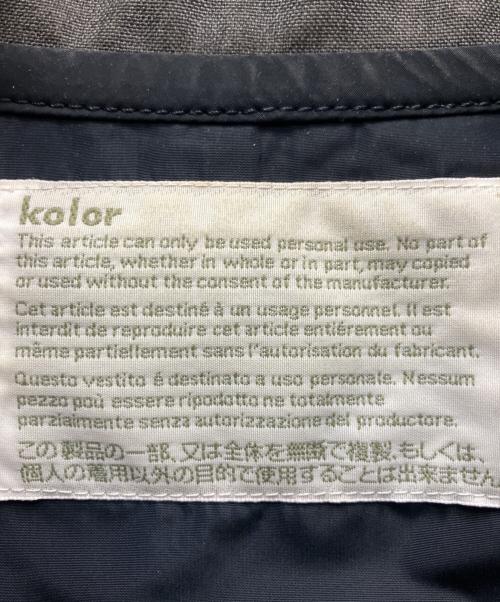 kolor
This article can only be used personal use. No part of
this article, whether in whole or in part, may copied
or used without the consent of the manufacturer.
Cet article est destiné à un usage personnel. Il est
interdit de reproduire cet article entiérement ou
même partiellement sans l'autorisation du fabricant.
Questo vestito é destinato a uso personale. Nessum
pezzo poù essere ripodotto ne totalmente
parzialmente senza autorizzazione del productore.
この製品の一部、又は全体を無断で複製、もしくは、
個人の着用以外の目的で使用することは出来ません